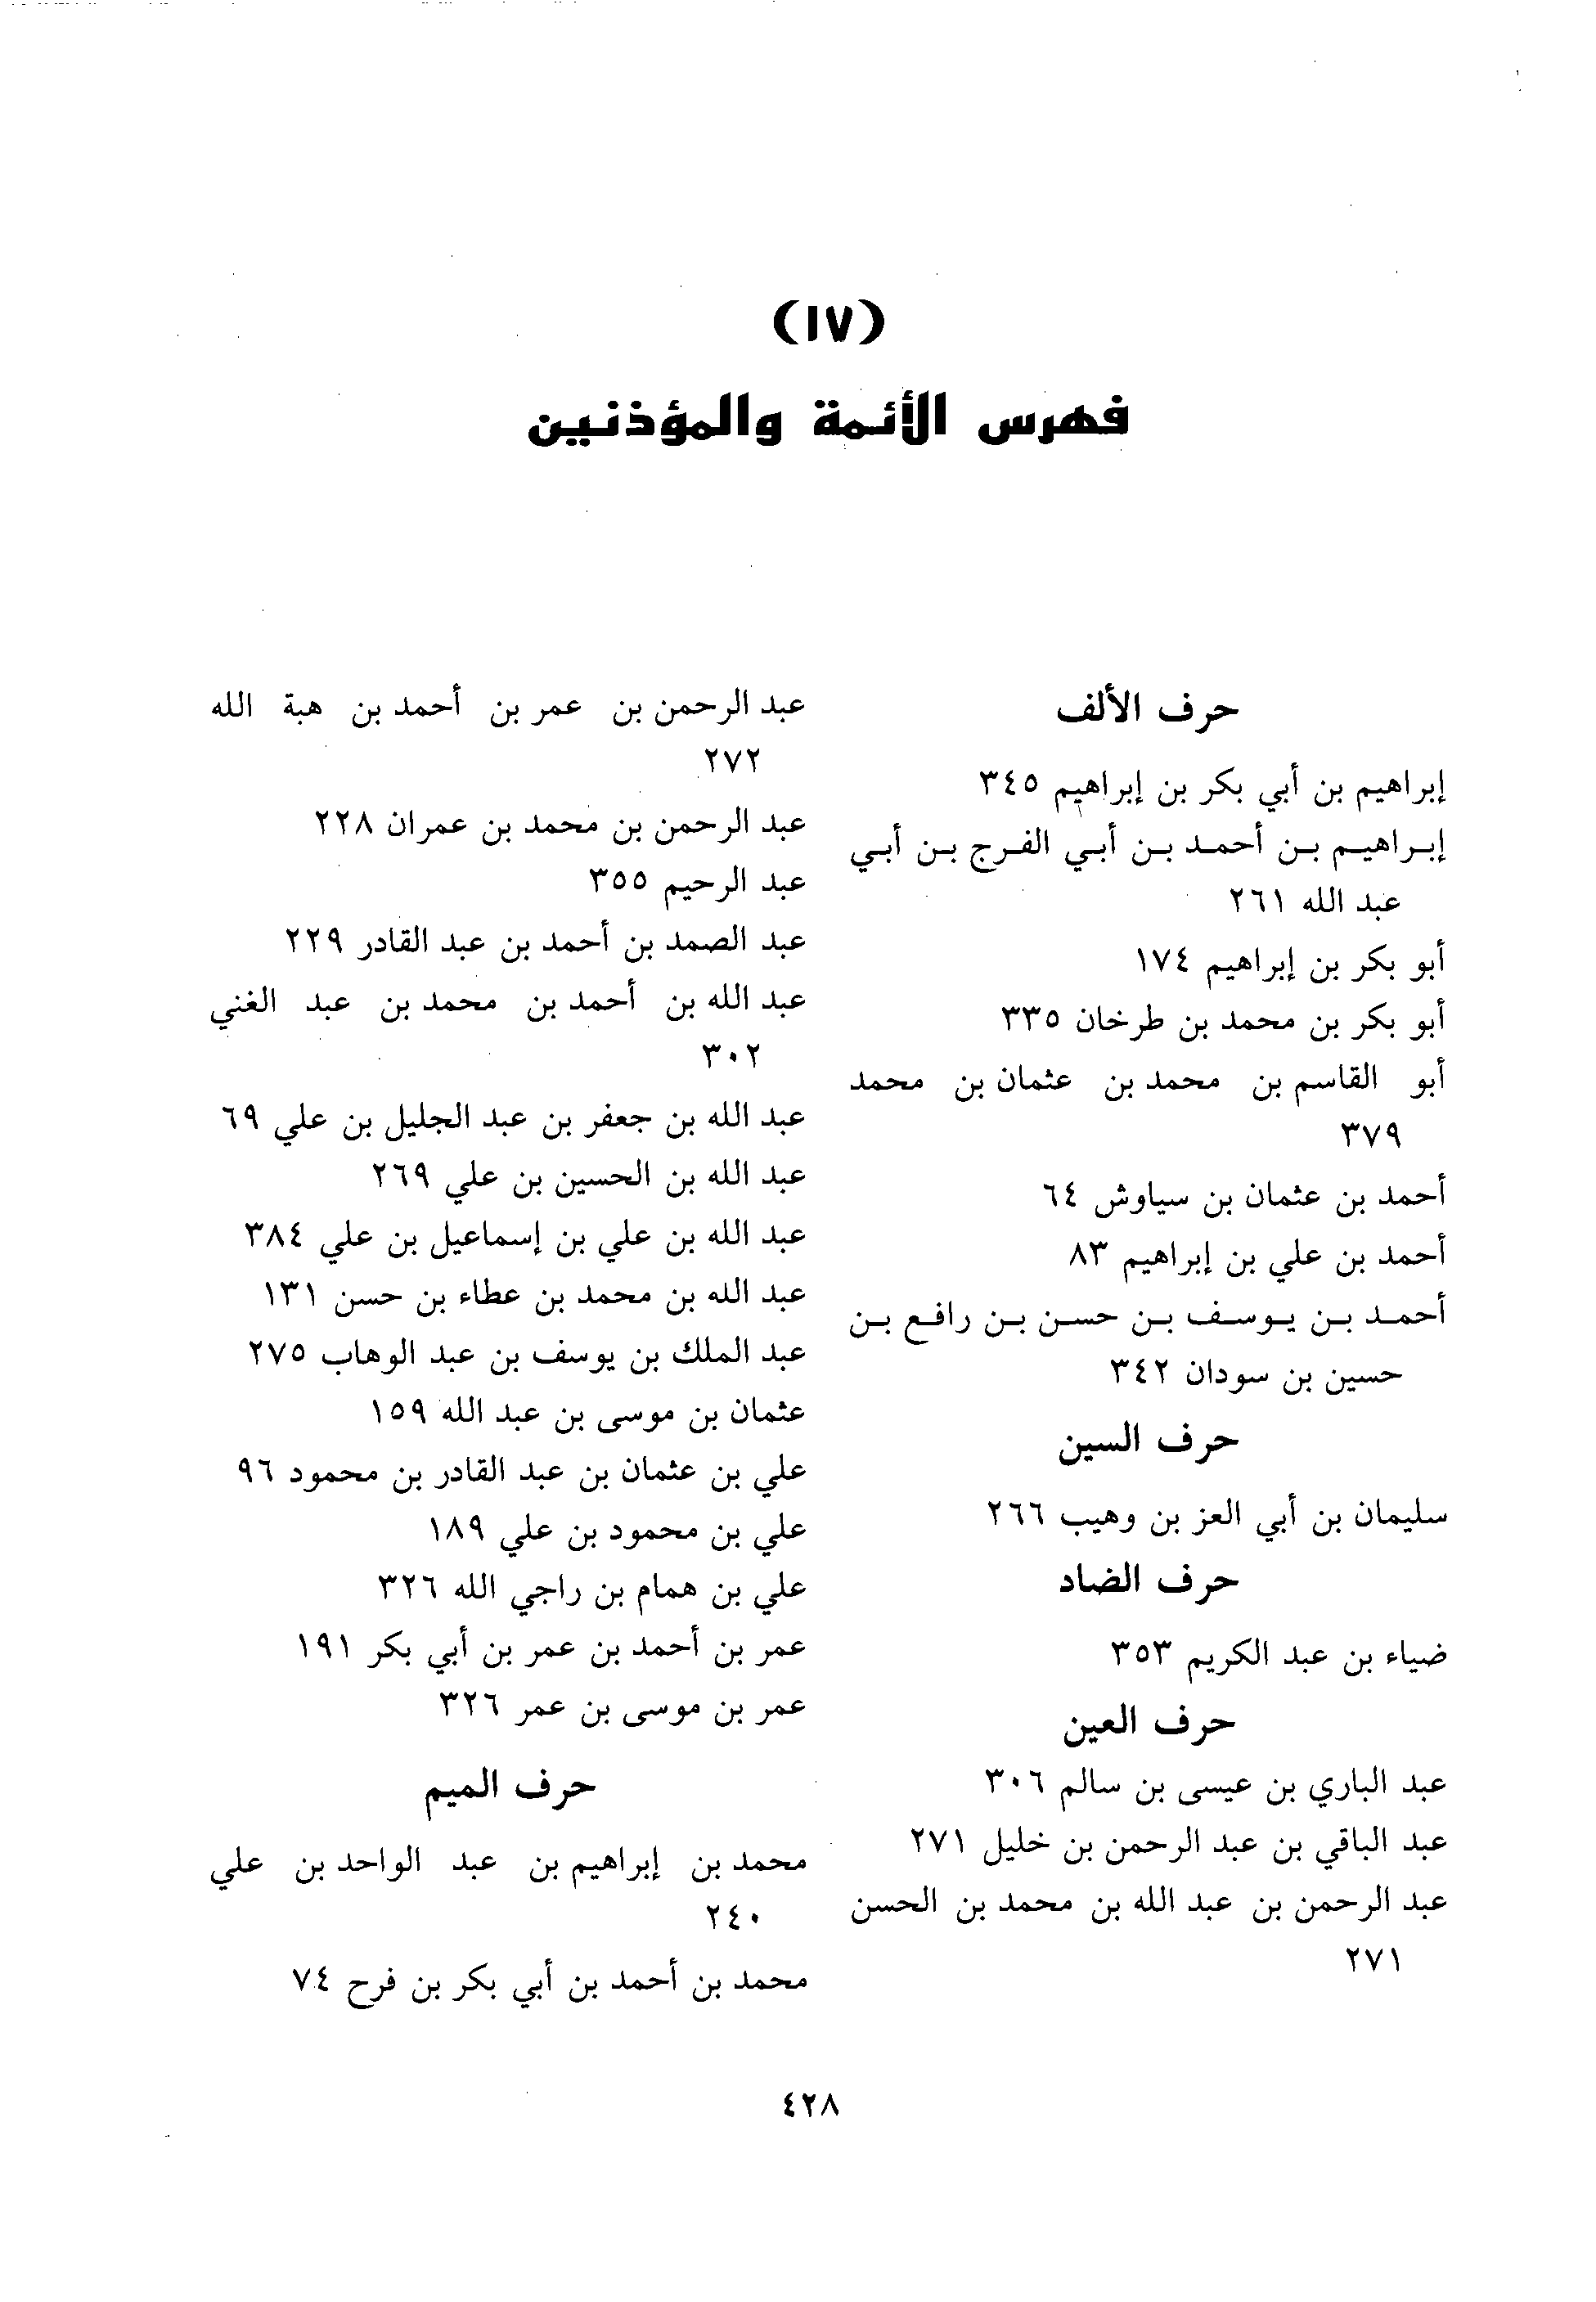 (١٧)
فهرس الأئمة والمؤذنين
حرف الألف
إبراهيم بن أبي بكر بن إبراهيم ٣٤٥
إبراهيم بن أحمد بن أبي الفرج بن أبي
عبد الله ٢٦١
أبو بكر بن إبراهيم ١٧٤
أبو بكر بن محمد بن طرخان ٣٣٥
أبو القاسم بن محمد بن عثمان بن محمد
٣٧٩
أحمد بن عثمان بن سياوش ٦٤
أحمد بن علي بن إبراهيم ٨٣
أحمد بن يوسف بن حسن بن رافع بن
حسين بن سودان ٣٤٢
حرف السين
سليمان بن أبي العز بن وهيب ٢٦٦
حرف الضاد
ضياء بن عبد الكريم ٣٥٣
حرف العين
عبد الباري بن عيسى بن سالم ٣٠٦
عبد الباقي بن عبد الرحمن بن خليل ٢٧١
عبد الرحمن بن عبد الله بن محمد بن الحسن
٢٧١
عبد الرحمن بن عمر بن أحمد بن هبة الله
٢٧٢
عبد الرحمن بن محمد بن عمران ٢٢٨
عبد الرحيم ٣٥٥
عبد الصمد بن أحمد بن عبد القادر ٢٢٩
عبد الله بن أحمد بن محمد بن عبد الغني
٣٠٢
عبد الله بن جعفر بن عبد الجليل بن علي ٦٩
عبد الله بن الحسين بن علي ٢٦٩
عبد الله بن علي بن إسماعيل بن علي ٣٨٤
عبد الله بن محمد بن عطاء بن حسن ١٣١
عبد الملك بن يوسف بن عبد الوهاب ٢٧٥
عثمان بن موسى بن عبد الله ١٥٩
علي بن عثمان بن عبد القادر بن محمود ٩٦
علي بن محمود بن علي ١٨٩
علي بن همام بن راجي الله ٣٢٦
عمر بن أحمد بن عمر بن أبي بكر ١٩١
عمر بن موسى بن عمر ٣٢٦
حرف الميم
محمد بن إبراهيم بن عبد الواحد بن علي
٢٤٠
محمد بن أحمد بن أبي بكر بن فرح ٧٤
٤٢٨